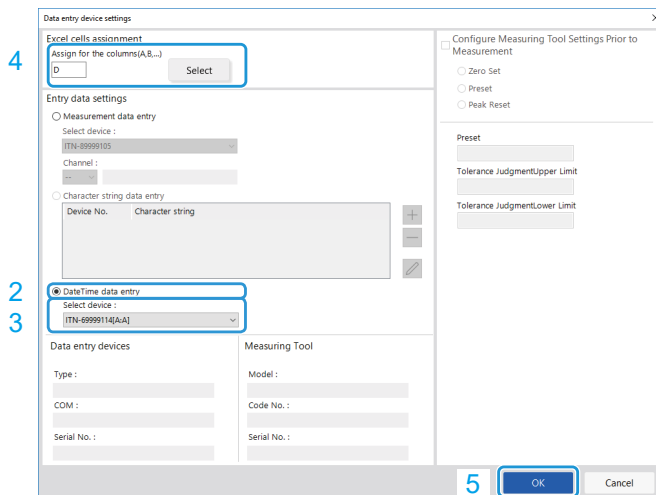 Data entry device settings
Excel cells assignment
4
Assign for the columns(A,B,...)
D
Select
Entry data settings
Measurement data entry
Select device :
ITN-89999105
Channel :
--
Character string data entry
Device No. Character string
2
DateTime data entry
3
Select device :
ITN-69999114[A:A]
Data entry devices
Type :
COM :
Serial No. :
Measuring Tool
Model :
Code No. :
Serial No. :
Configure Measuring Tool Settings Prior to
Measurement
Zero Set
Preset
Peak Reset
Preset
Tolerance JudgmentUpper Limit
Tolerance JudgmentLower Limit
5
OK
Cancel